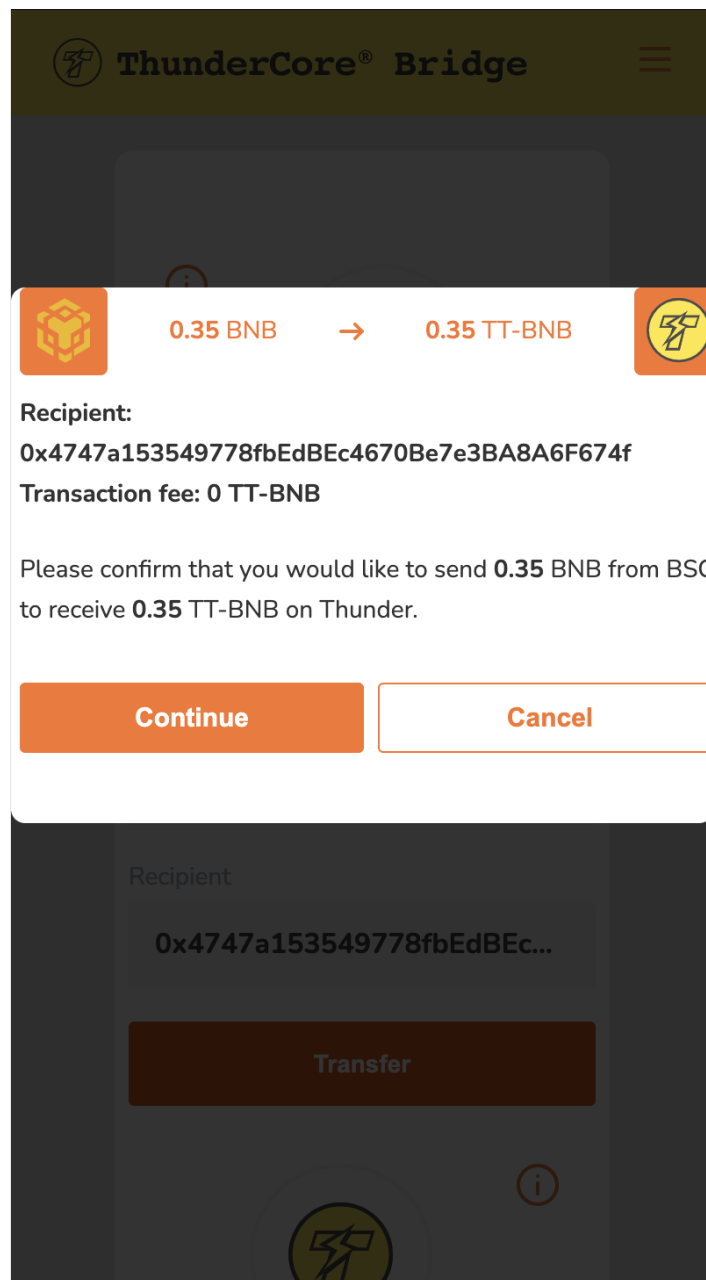 ThunderCore® Bridge
0.35 BNB → 0.35 TT-BNB
Recipient:
0x4747a153549778fbEdBEc4670Be7e3BA8A6F674f
Transaction fee: 0 TT-BNB
Please confirm that you would like to send 0.35 BNB from BSC
to receive 0.35 TT-BNB on Thunder.
Continue
Cancel
Recipient
0x4747a153549778fbEdBEc...
Transfer